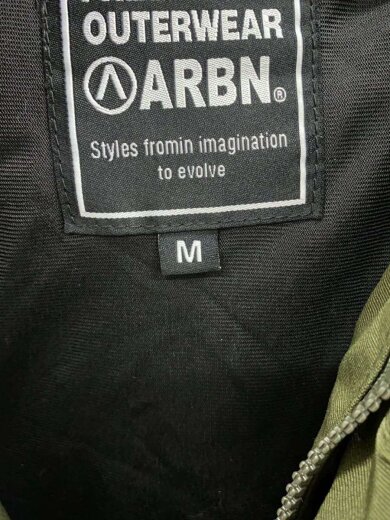 OUTERWEAR
ARBN®
Styles fromin imagination
to evolve
M